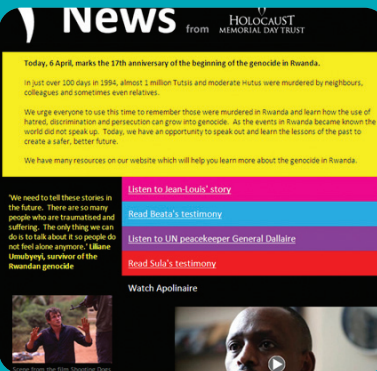 News from HOLOCAUST
MEMORIAL DAY TRUST
Today, 6 April, marks the 17th anniversary of the beginning of the genocide in Rwanda.
In just over 100 days in 1994, almost 1 million Tutsis and moderate Hutus were murdered by neighbours,
colleagues and sometimes even relatives.
We urge everyone to use this time to remember those were murdered in Rwanda and learn how the use of
hatred, discrimination and persecution can grow into genocide. As the events in Rwanda became known the
world did not speak up. Today, we have an opportunity to speak out and learn the lessons of the past to
create a safer, better future.
We have many resources on our website which will help you learn more about the genocide in Rwanda.
'We need to tell these stories in
the future. There are so many
people who are traumatised and
suffering. The only thing we can
do is to talk about it so people do
not feel alone anymore.' Liliane
Umubyeyi, survivor of the
Rwandan genocide
Listen to Jean-Louis' story
Read Beata's testimony
Listen to UN peacekeeper General Dallaire
Read Sula's testimony
Watch Apolinaire
Scene from the film Shooting Dogs